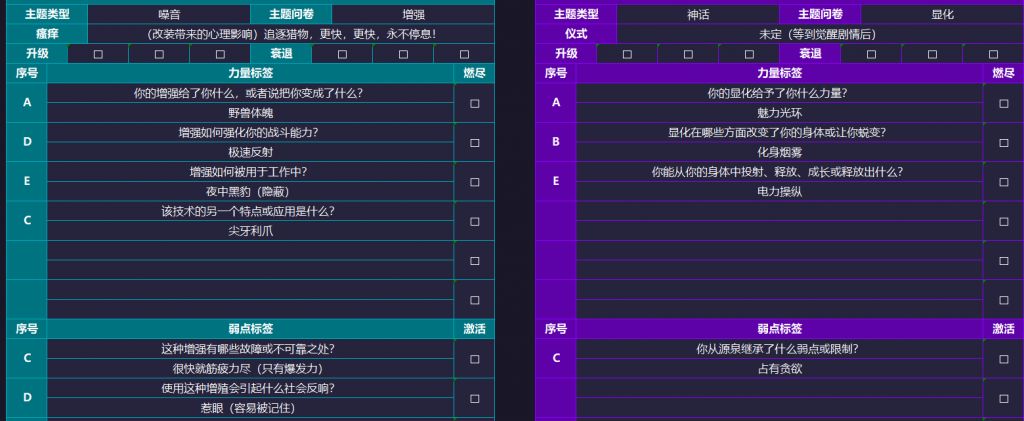 主题类型 噪音 主题问卷 增强
瘙痒 （改装带来的心理影响）追逐猎物，更快，更快，永不停息！
升级 □ □ □ 衰退 □ □ □
序号 力量标签 燃尽
A 你的增强给了你什么，或者说把你变成了什么？ □
野兽体魄
D 增强如何强化你的战斗能力？ □
极速反射
E 增强如何被用于工作中？ □
夜中黑豹（隐蔽）
C 该技术的另一个特点或应用是什么？ □
尖牙利爪
□
□
序号 弱点标签 激活
C 这种增强有哪些故障或不可靠之处？ □
很快就筋疲力尽（只有爆发力）
D 使用这种增殖会引起什么社会反响？ □
惹眼（容易被记住）
主题类型 神话 主题问卷 显化
仪式 未定（等到觉醒剧情后）
升级 □ □ □ 衰退 □ □ □
序号 力量标签 燃尽
A 你的显化给予了你什么力量？ □
魅力光环
B 显化在哪些方面改变了你的身体或让你蜕变？ □
化身烟雾
E 你能从你的身体中投射、释放、成长或释放出什么？ □
电力操纵
□
□
□
序号 弱点标签 激活
C 你从源泉继承了什么弱点或限制？ □
占有贪欲
□